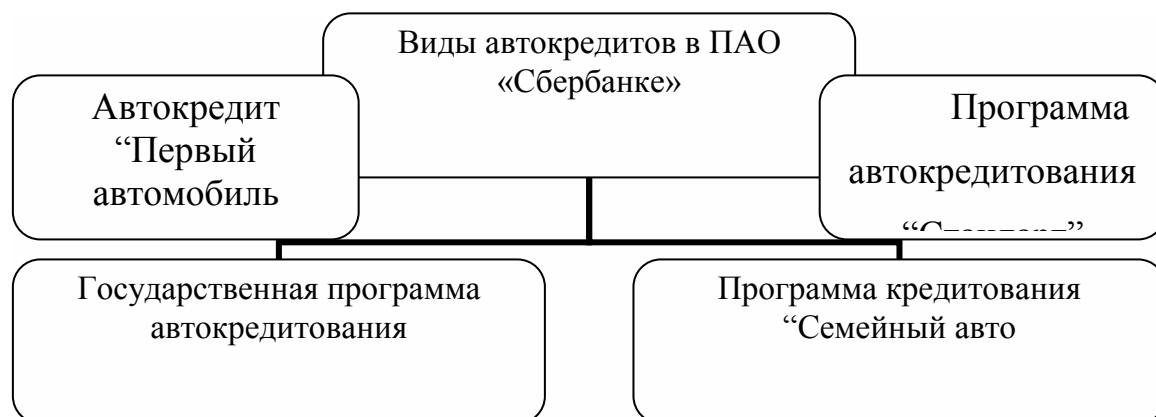 Виды автокредитов в ПАО
«Сбербанке»
Автокредит
“Первый
автомобиль
Программа
автокредитования
Государственная программа
автокредитования
Программа кредитования
“Семейный авто